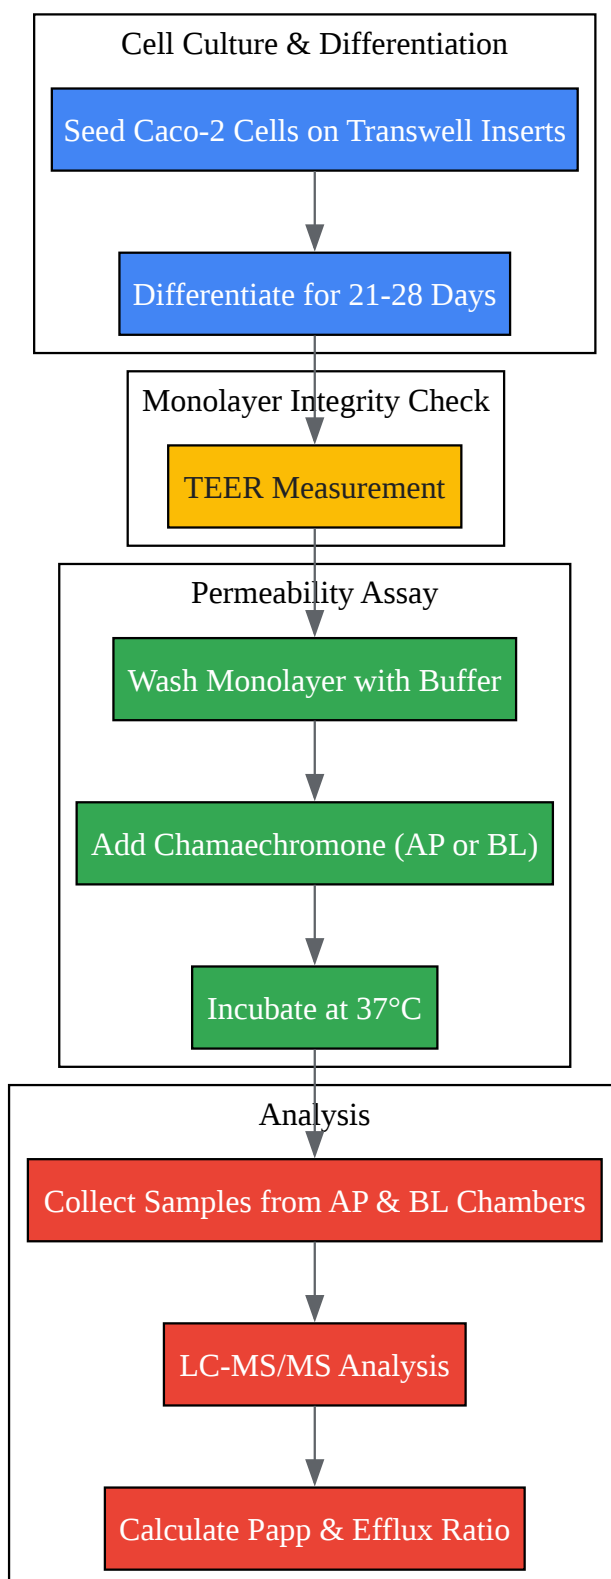 Cell Culture & Differentiation
Seed Caco-2 Cells on Transwell Inserts
Differentiate for 21-28 Days
Monolayer Integrity Check
TEER Measurement
Permeability Assay
Wash Monolayer with Buffer
Add Chamaechromone (AP or BL)
Incubate at 37°C
Analysis
Collect Samples from AP & BL Chambers
LC-MS/MS Analysis
Calculate Papp & Efflux Ratio